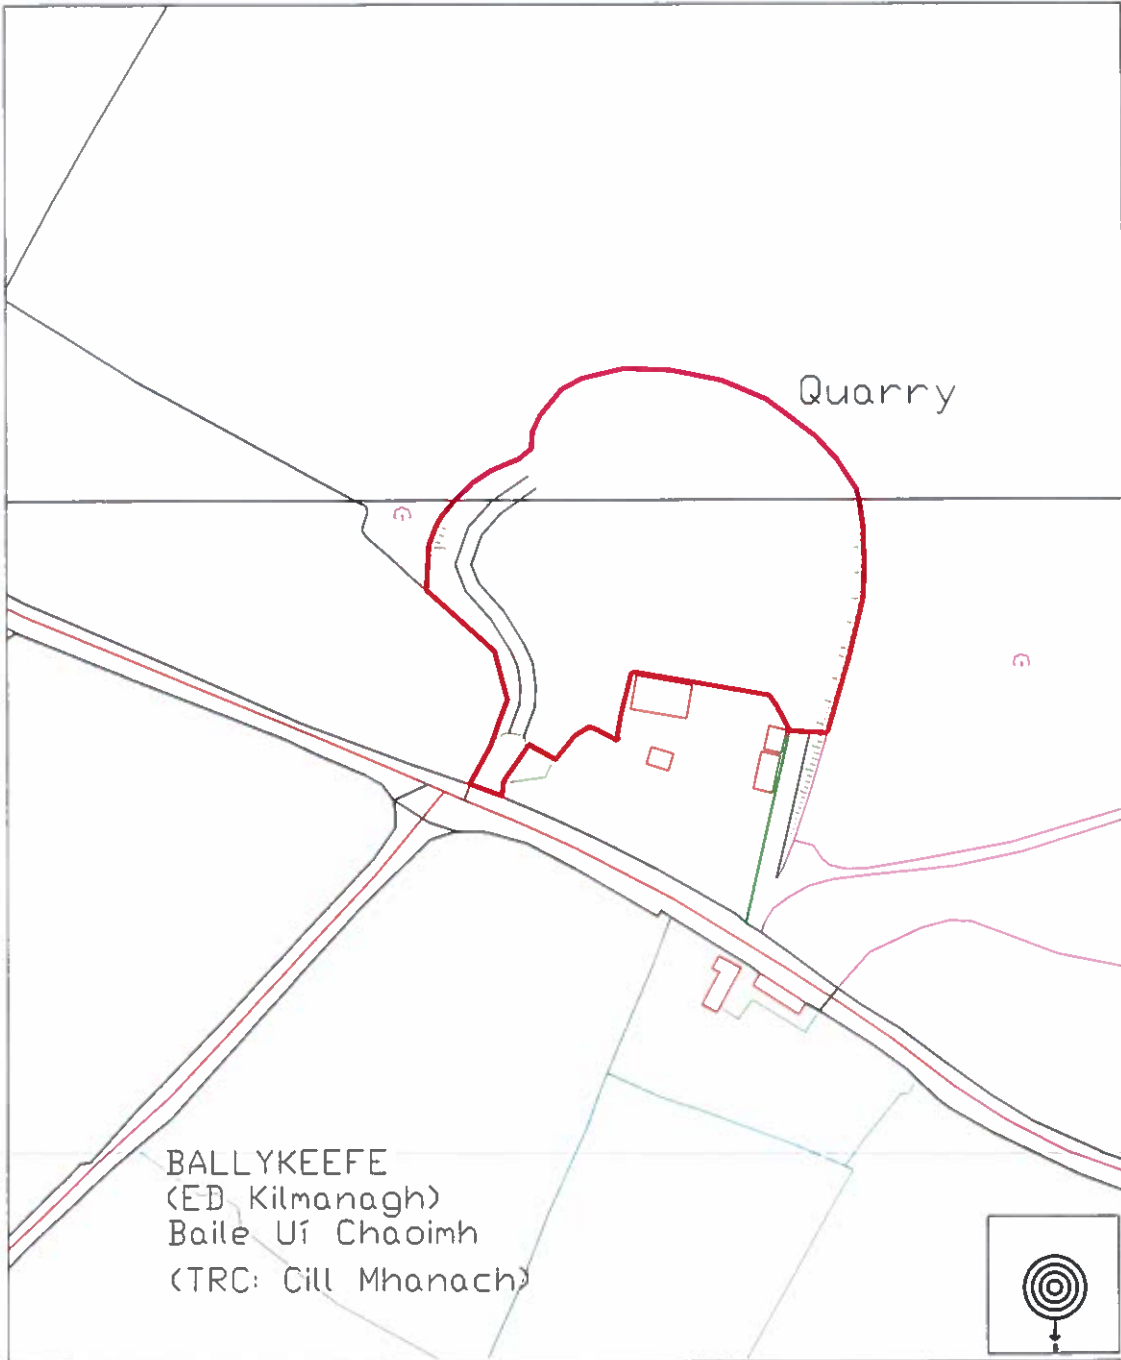 Quarry
BALLYKEEFE
(ED Kilmanagh)
Baile Uí Chaoimh
(TRC: Cill Mhanach)